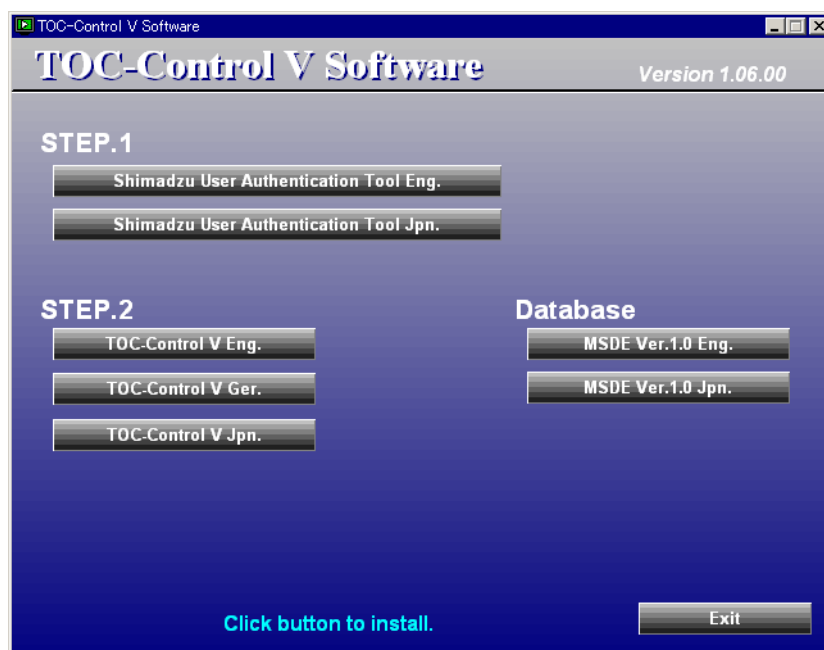 TOC-Control V Software
TOC-Control V Software
Version 1.06.00
STEP.1
Shimadzu User Authentication Tool Eng.
Shimadzu User Authentication Tool Jpn.
STEP.2
TOC-Control V Eng.
TOC-Control V Ger.
TOC-Control V Jpn.
Database
MSDE Ver.1.0 Eng.
MSDE Ver.1.0 Jpn.
Click button to install.
Exit